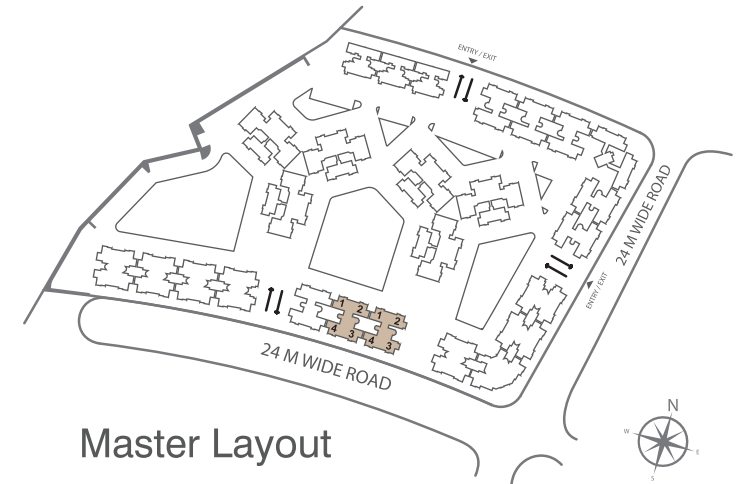 ENTRY / EXIT
24 M WIDE ROAD
ENTRY / EXIT
1 2 1 2
4 3 4 3
24 M WIDE ROAD
Master Layout
N
W
E
S